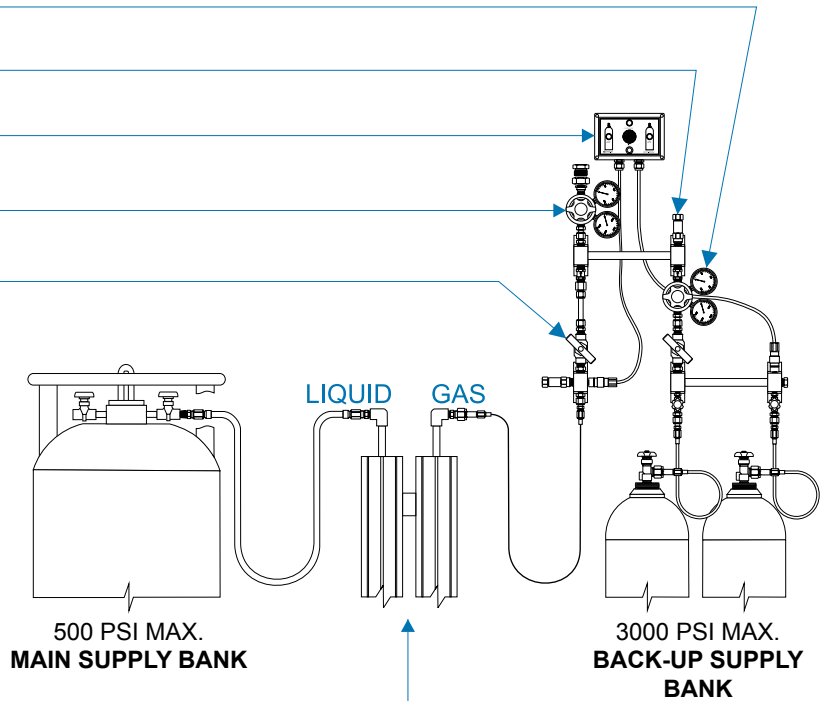 LIQUID GAS
500 PSI MAX.
MAIN SUPPLY BANK
3000 PSI MAX.
BACK-UP SUPPLY
BANK